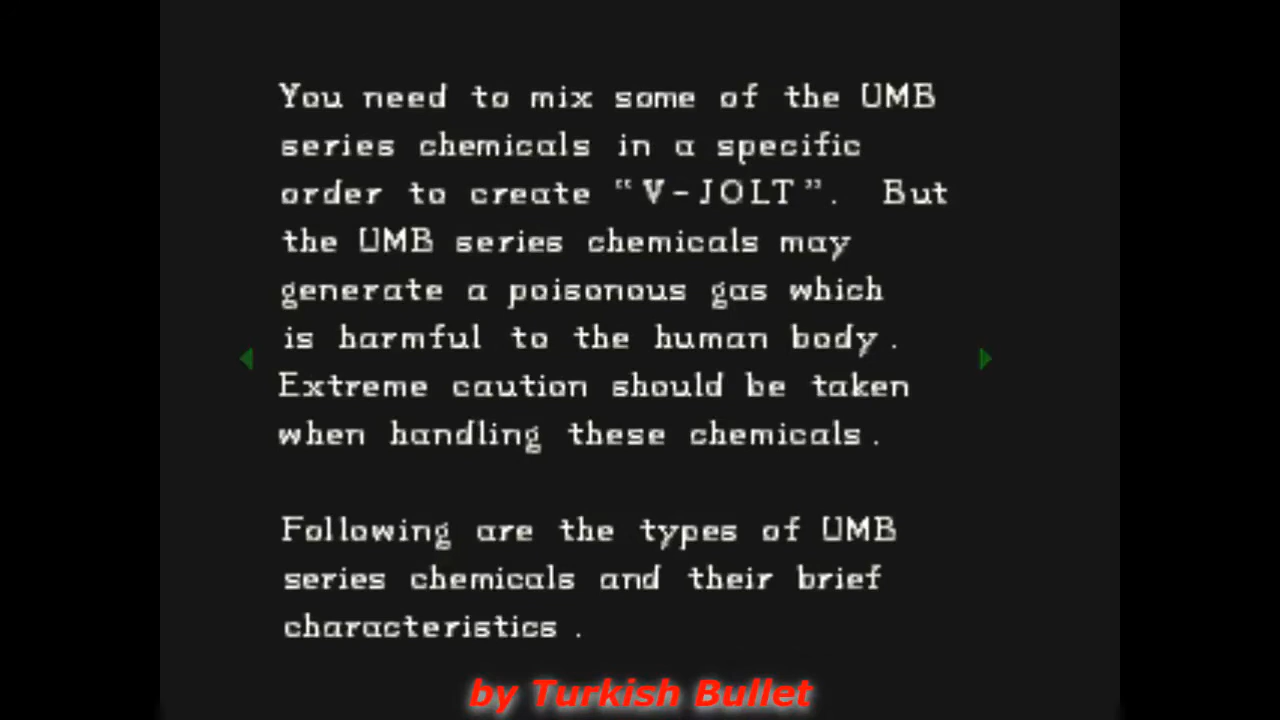 You need to mix some of the UMB
series chemicals in a specific
order to create "V-JOLT". But
the UMB series chemicals may
generate a poisonous gas which
is harmful to the human body.
Extreme caution should be taken
when handling these chemicals.
Following are the types of UMB
series chemicals and their brief
characteristics.
by Turkish Bullet